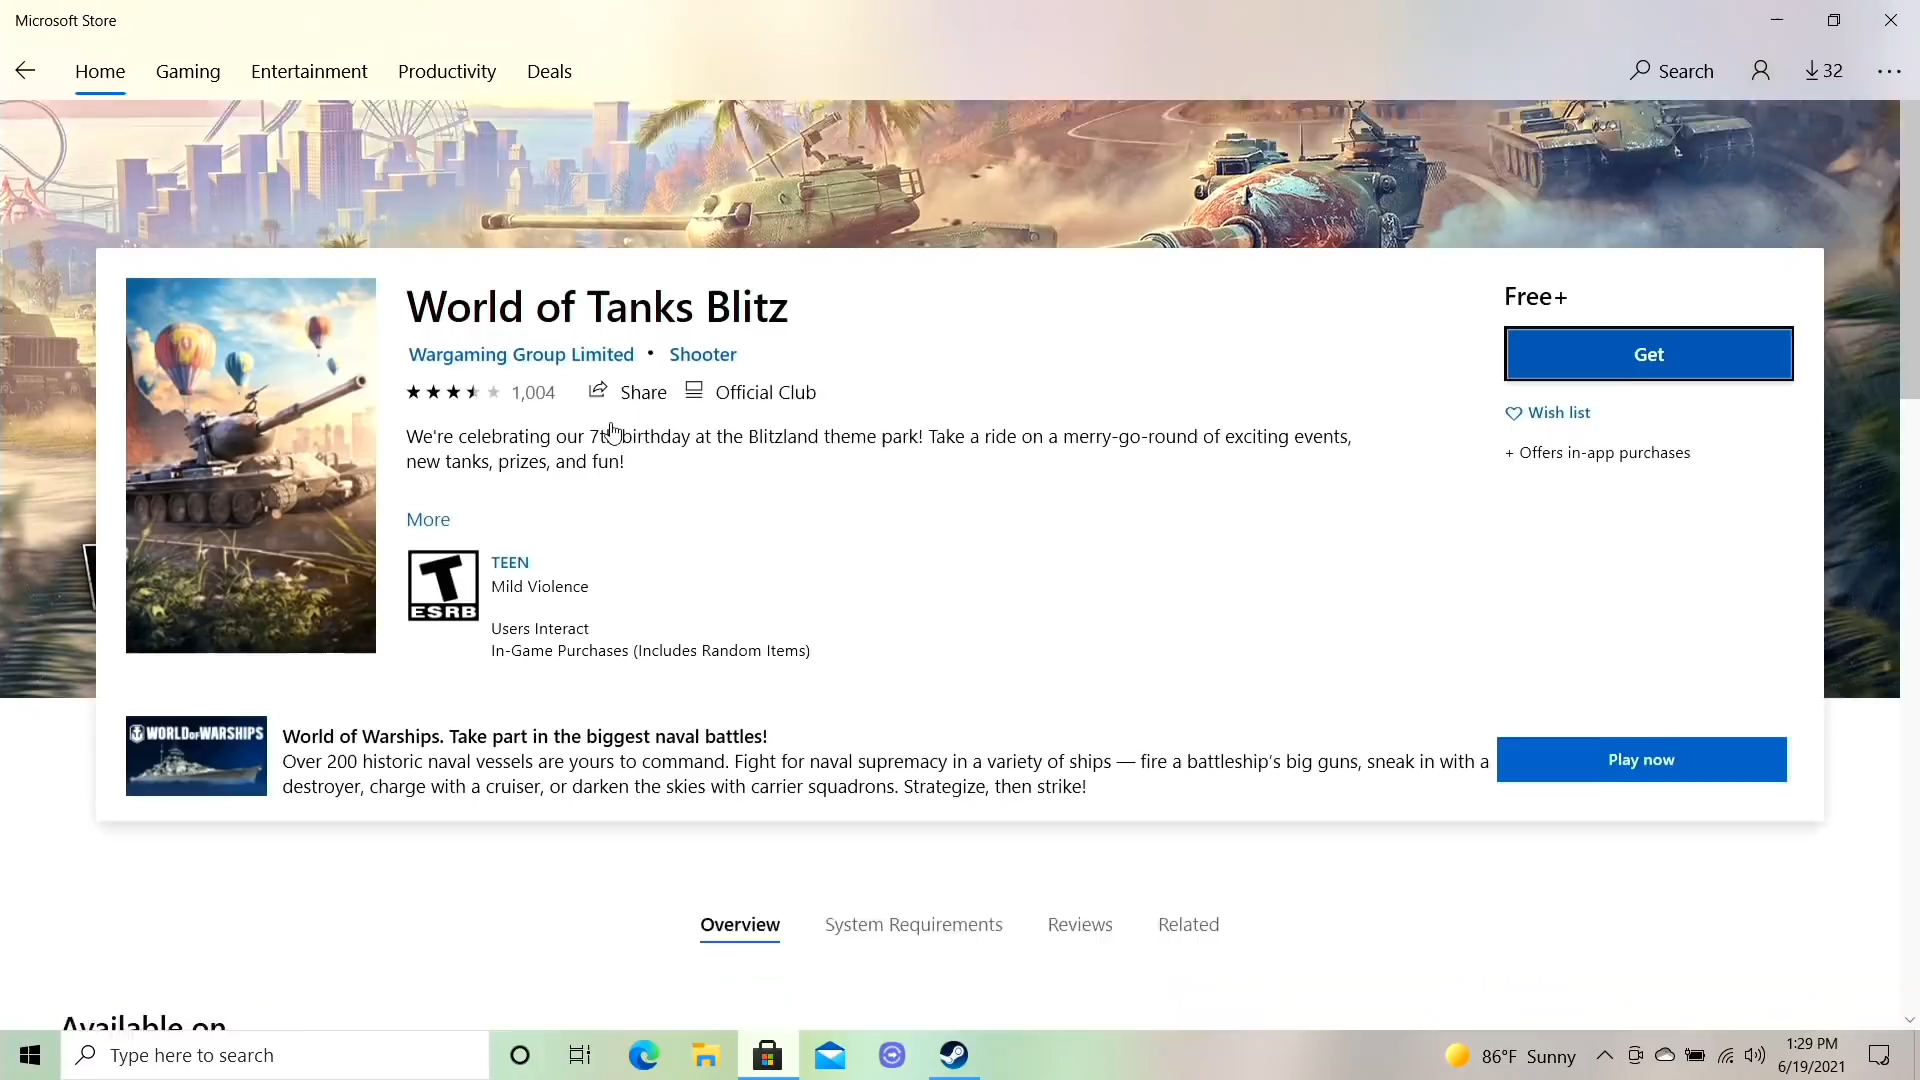 Microsoft Store
Home Gaming Entertainment Productivity Deals
Search 32
World of Tanks Blitz
Wargaming Group Limited • Shooter
1,004 Share Official Club
We're celebrating our 7th birthday at the Blitzland theme park! Take a ride on a merry-go-round of exciting events,
new tanks, prizes, and fun!
More
T
ESRB
TEEN
Mild Violence
Users Interact
In-Game Purchases (Includes Random Items)
Free+
Get
Wish list
+ Offers in-app purchases
WORLD OF WARSHIPS
World of Warships. Take part in the biggest naval battles!
Over 200 historic naval vessels are yours to command. Fight for naval supremacy in a variety of ships — fire a battleship's big guns, sneak in with a
destroyer, charge with a cruiser, or darken the skies with carrier squadrons. Strategize, then strike!
Play now
Overview System Requirements Reviews Related
Available on
Type here to search
86°F Sunny
1:29 PM
6/19/2021